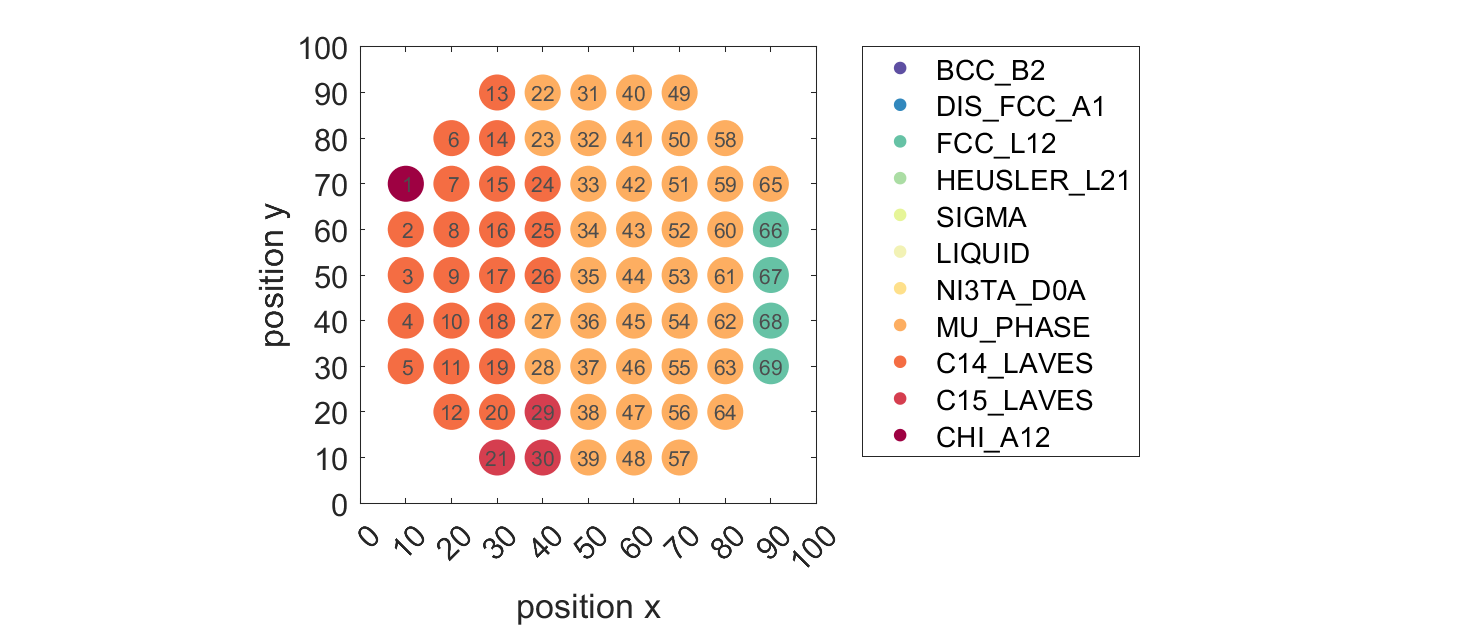 100
90
80
70
60
50
40
30
20
10
0
position y
13 22 31 40 49
6 14 23 32 41 50 58
1 7 15 24 33 42 51 59 65
2 8 16 25 34 43 52 60 66
3 9 17 26 35 44 53 61 67
4 10 18 27 36 45 54 62 68
5 11 19 28 37 46 55 63 69
12 20 29 38 47 56 64
21 30 39 48 57
0 10 20 30 40 50 60 70 80 90 100
position x
BCC_B2
DIS_FCC_A1
FCC_L12
HEUSLER_L21
SIGMA
LIQUID
NI3TA_D0A
MU_PHASE
C14_LAVES
C15_LAVES
CHI_A12